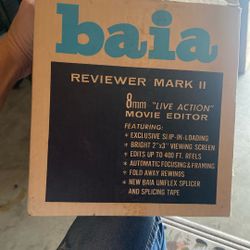 baia
REVIEWER MARK II
8mm "LIVE ACTION"
MOVIE EDITOR
FEATURING:
+ EXCLUSIVE SLIP-IN-LOADING
+ BRIGHT 2"x3" VIEWING SCREEN
+ EDITS UP TO 400 FT. REELS
+ AUTOMATIC FOCUSING & FRAMING
+ FOLD AWAY REWINDS
+ NEW BAIA UNIFLEX SPLICER
AND SPLICING TAPE